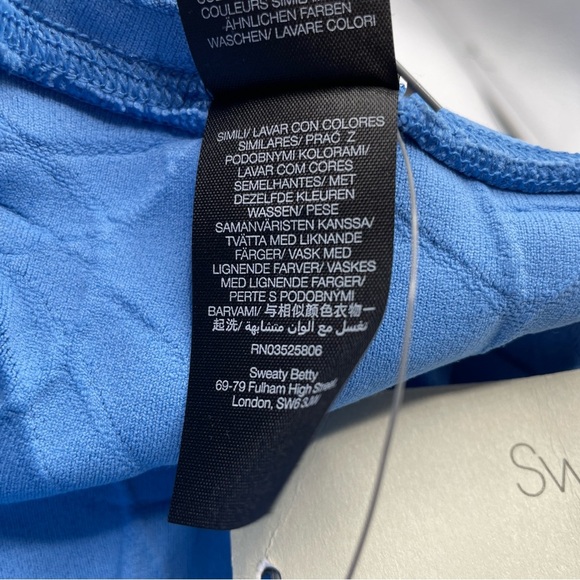 COULEURS SIMIL
-ÄHNLICHEN FARBEN
WASCHEN/ LAVARE COLORI
SIMILI/ LAVAR CON COLORES
SIMILARES/ PRAĆ Z
PODOBNYMI KOLORAMI/
LAVAR COM CORES
SEMELHANTES/ MET
DEZELFDE KLEUREN
WASSEN/ PESE
SAMANVÄRISTEN KANSSA/
TVÄTTA MED LIKNANDE
FÄRGER/ VASK MED
LIGNENDE FARVER/ VASKES
MED LIGNENDE FARGER/
PERTE S PODOBNYMI
BARVAMI/ 与相似颜色衣物一
起洗/ تغسل مع ألوان متشابهة/
RN03525806
Sweaty Betty
69-79 Fulham High Street,
London, SW6 3JW
Sw